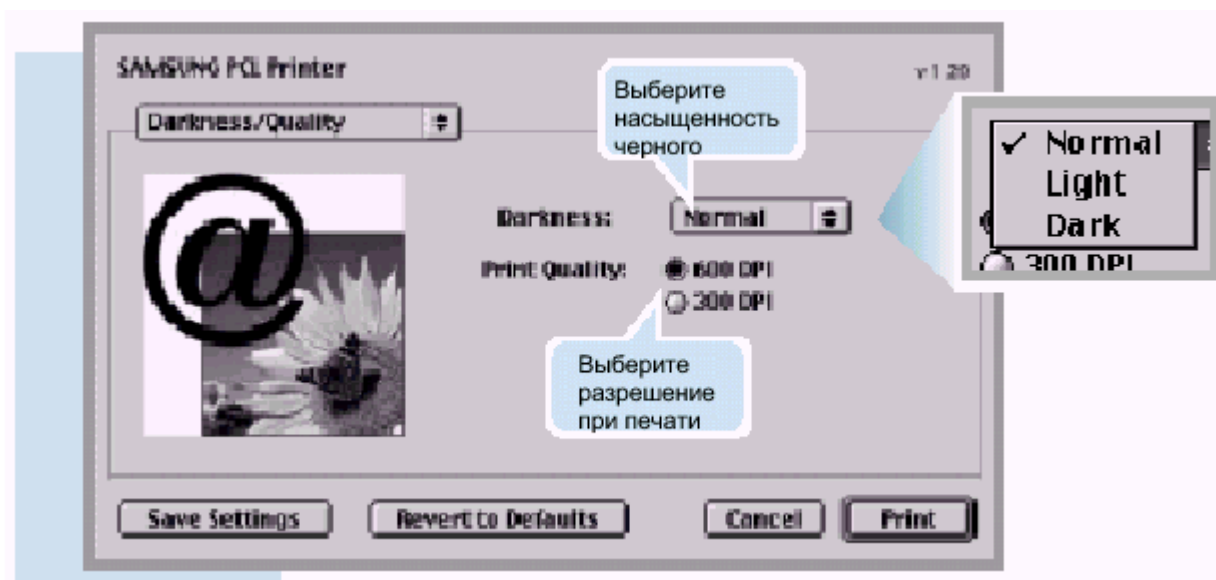 SAMSUNG PCL Printer
v 1.20
Darkness/Quality
Выберите
насыщенность
черного
Darkness:
Normal
Print Quality:
600 DPI
300 DPI
Выберите
разрешение
при печати
Normal
Light
Dark
300 DPI
@
Save Settings
Revert to Defaults
Cancel
Print